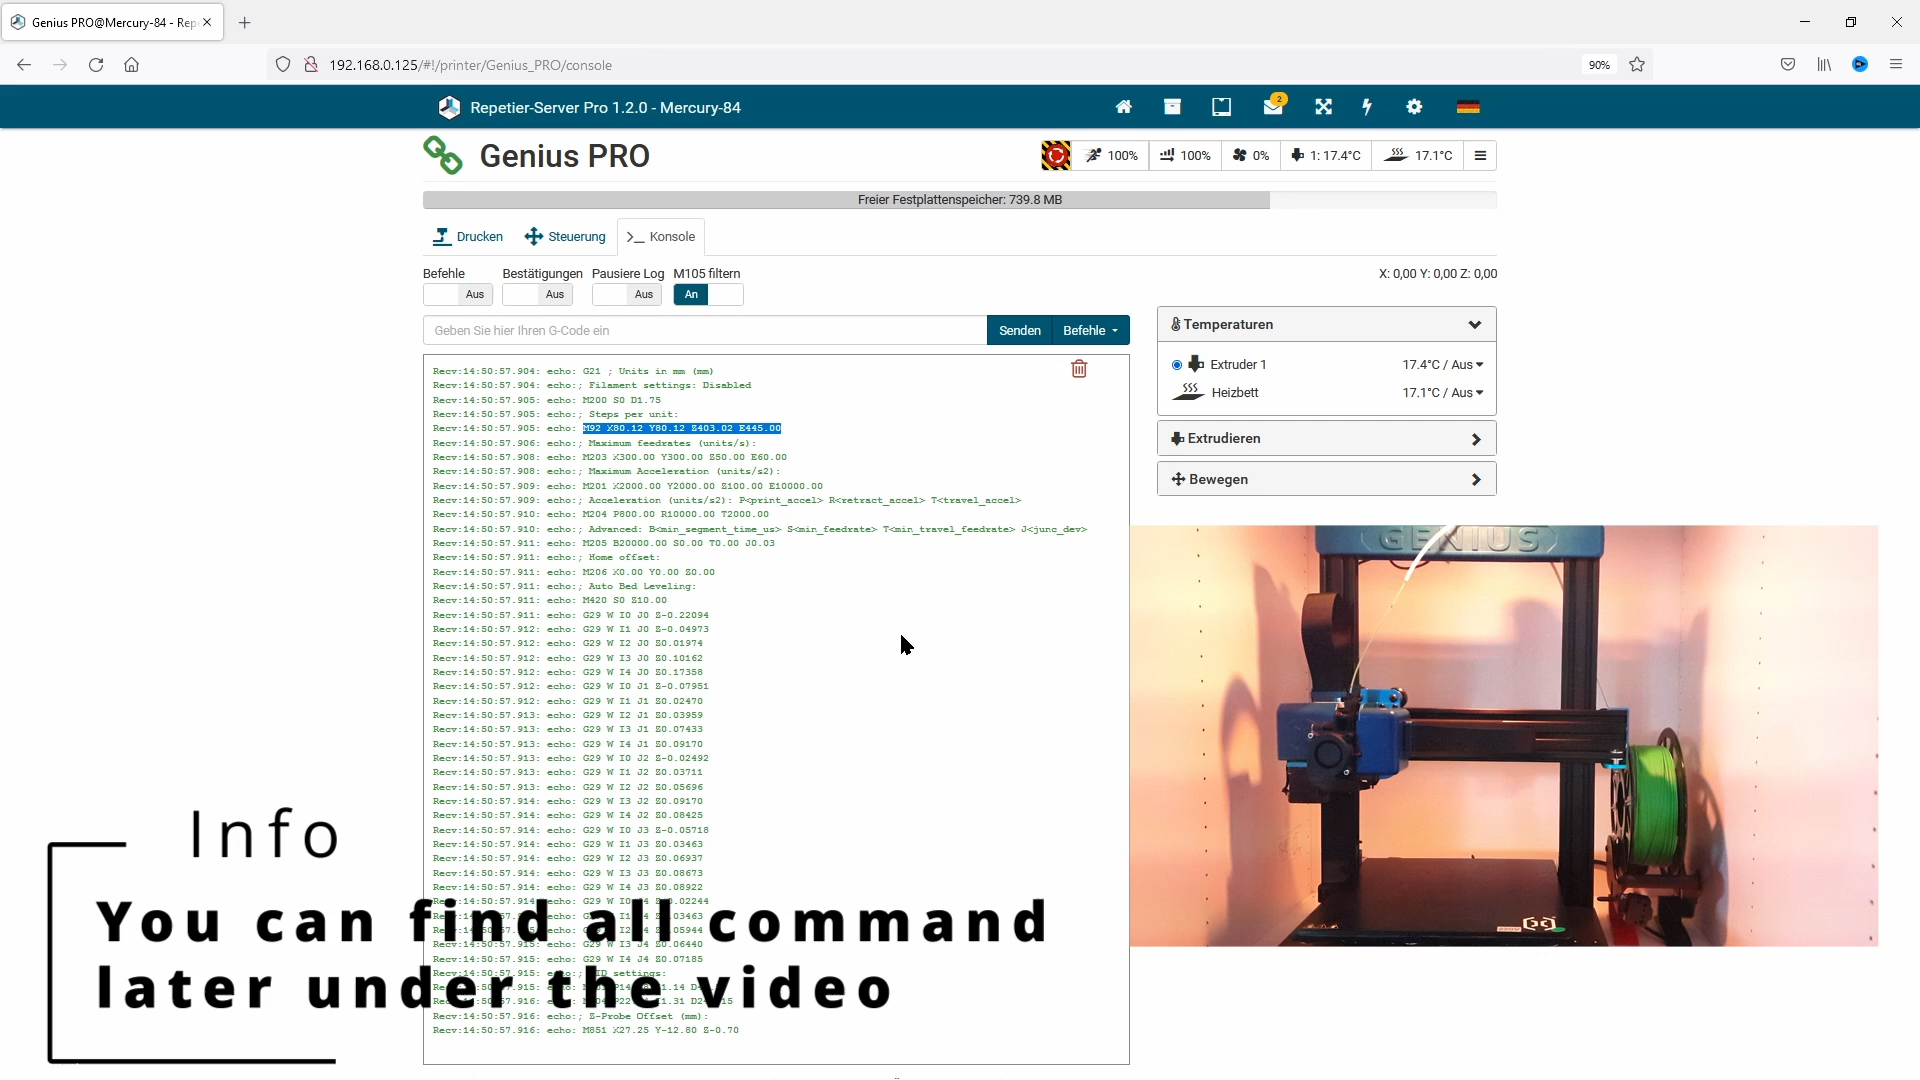 Genius PRO@Mercury-84 - Rep
192.168.0.125/#!/printer/Genius_PRO/console
90%
Repetier-Server Pro 1.2.0 - Mercury-84
2
Genius PRO
100%
100%
0%
1: 17.4°C
17.1°C
Freier Festplattenspeicher: 739.8 MB
Drucken
Steuerung
Konsole
Befehle
Bestätigungen
Pausiere Log
M105 filtern
X: 0,00 Y: 0,00 Z: 0,00
Aus
Aus
Aus
An
Geben Sie hier Ihren G-Code ein
Senden
Befehle
Recv:14:50:57.904: echo: G21 ; Units in mm (mm)
Recv:14:50:57.904: echo:; Filament settings: Disabled
Recv:14:50:57.905: echo: M200 S0 D1.75
Recv:14:50:57.905: echo:; Steps per unit:
Recv:14:50:57.905: echo: M92 X80.12 Y80.12 Z403.02 E445.00
Recv:14:50:57.906: echo:; Maximum feedrates (units/s):
Recv:14:50:57.908: echo: M203 X300.00 Y300.00 Z50.00 E60.00
Recv:14:50:57.908: echo:; Maximum Acceleration (units/s2):
Recv:14:50:57.909: echo: M201 X2000.00 Y2000.00 Z100.00 E10000.00
Recv:14:50:57.909: echo:; Acceleration (units/s2): P<print_accel> R<retract_accel> T<travel_accel>
Recv:14:50:57.910: echo: M204 P800.00 R10000.00 T2000.00
Recv:14:50:57.910: echo:; Advanced: B<min_segment_time_us> S<min_feedrate> T<min_travel_feedrate> J<junc_dev>
Recv:14:50:57.911: echo: M205 B20000.00 S0.00 T0.00 J0.03
Recv:14:50:57.911: echo:; Home offset:
Recv:14:50:57.911: echo: M206 X0.00 Y0.00 Z0.00
Recv:14:50:57.911: echo:; Auto Bed Leveling:
Recv:14:50:57.911: echo: M420 S0 Z10.00
Recv:14:50:57.911: echo: G29 W I0 J0 Z-0.22094
Recv:14:50:57.912: echo: G29 W I1 J0 Z-0.04973
Recv:14:50:57.912: echo: G29 W I2 J0 Z0.01974
Recv:14:50:57.912: echo: G29 W I3 J0 Z0.10162
Recv:14:50:57.912: echo: G29 W I4 J0 Z0.17358
Recv:14:50:57.912: echo: G29 W I0 J1 Z-0.07951
Recv:14:50:57.912: echo: G29 W I1 J1 Z0.02470
Recv:14:50:57.913: echo: G29 W I2 J1 Z0.03959
Recv:14:50:57.913: echo: G29 W I3 J1 Z0.07433
Recv:14:50:57.913: echo: G29 W I4 J1 Z0.09170
Recv:14:50:57.913: echo: G29 W I0 J2 Z-0.02492
Recv:14:50:57.913: echo: G29 W I1 J2 Z0.03711
Recv:14:50:57.913: echo: G29 W I2 J2 Z0.05696
Recv:14:50:57.914: echo: G29 W I3 J2 Z0.09170
Recv:14:50:57.914: echo: G29 W I4 J2 Z0.08425
Recv:14:50:57.914: echo: G29 W I0 J3 Z-0.05718
Recv:14:50:57.914: echo: G29 W I1 J3 Z0.03463
Recv:14:50:57.914: echo: G29 W I2 J3 Z0.06937
Recv:14:50:57.914: echo: G29 W I3 J3 Z0.08673
Recv:14:50:57.914: echo: G29 W I4 J3 Z0.08922
Recv:14:50:57.916: echo:; Z-Probe Offset (mm):
Recv:14:50:57.916: echo: M851 X27.25 Y-12.80 Z-0.70
Temperaturen
Extruder 1
17.4°C / Aus
Heizbett
17.1°C / Aus
Extrudieren
Bewegen
GENIUS
Info
You can find all command
later under the video